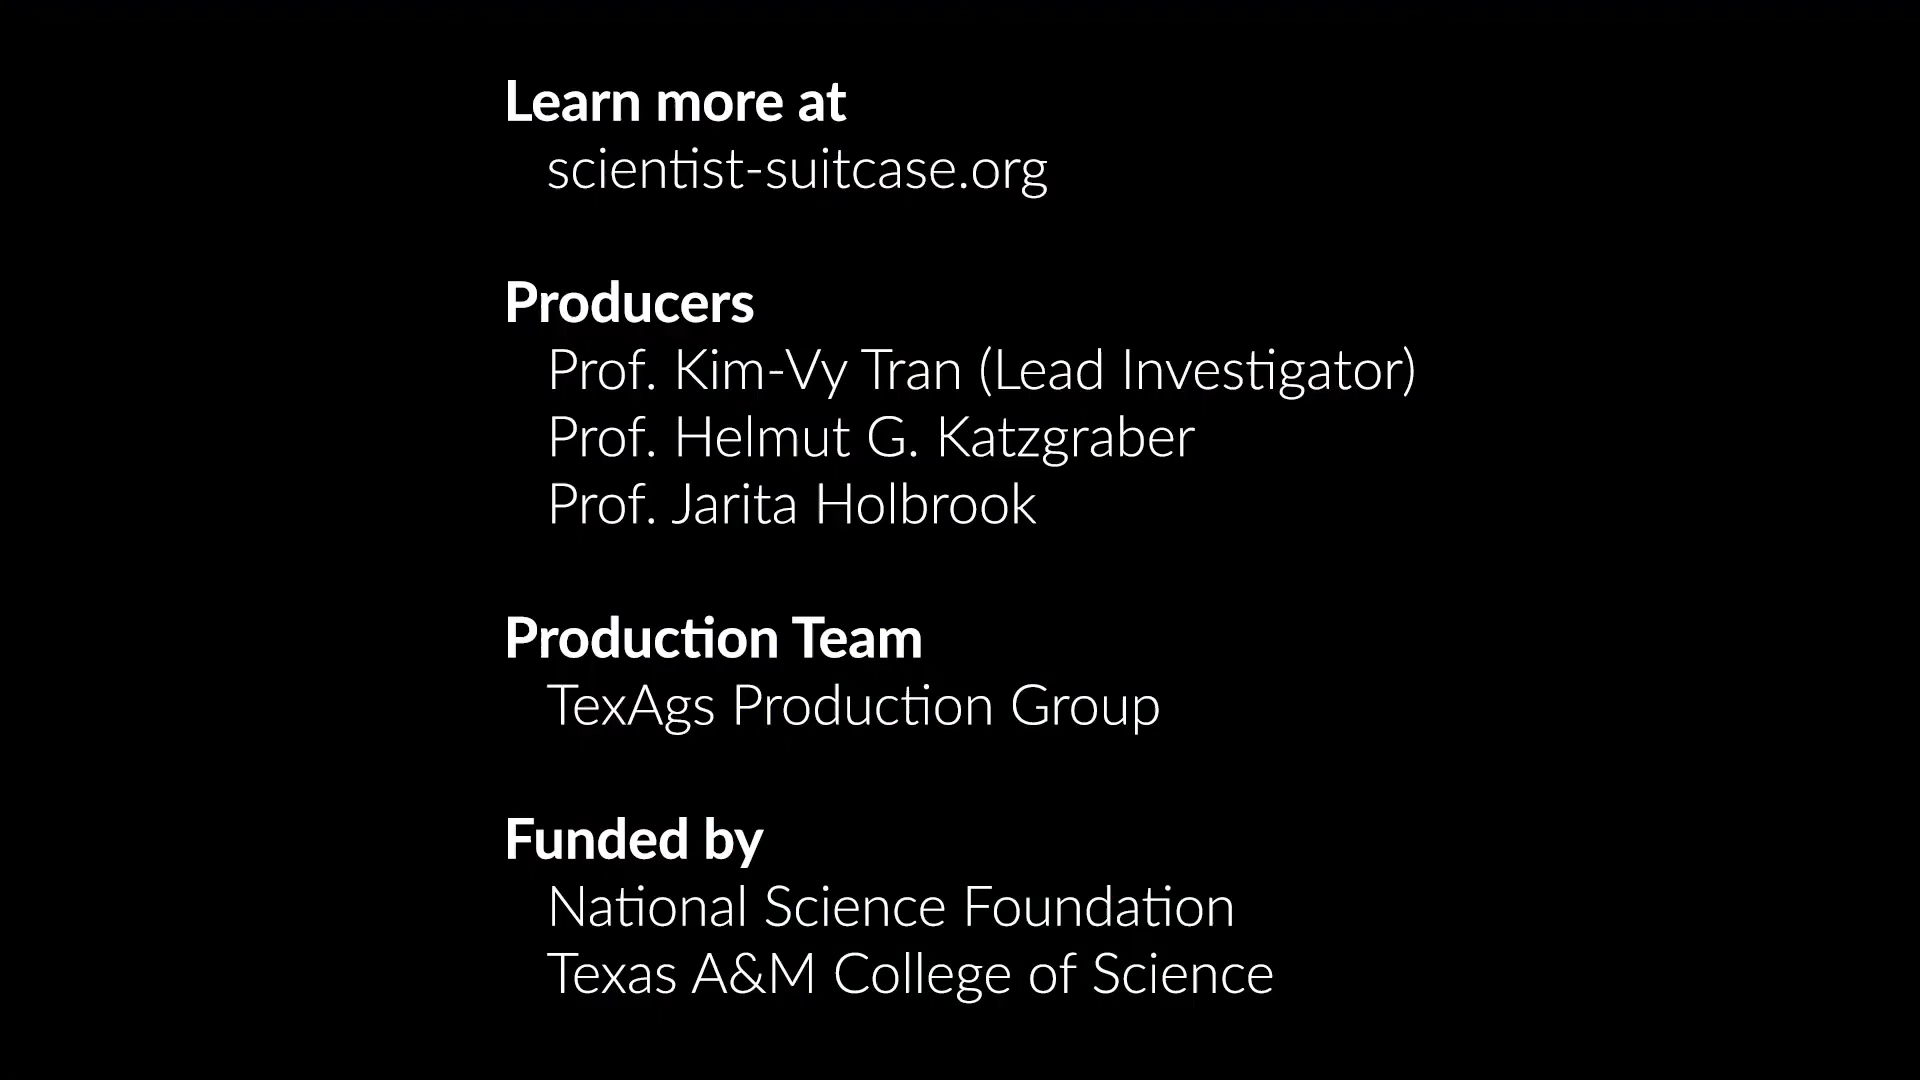 Learn more at
scientist-suitcase.org
Producers
Prof. Kim-Vy Tran (Lead Investigator)
Prof. Helmut G. Katzgraber
Prof. Jarita Holbrook
Production Team
TexAgs Production Group
Funded by
National Science Foundation
Texas A&M College of Science